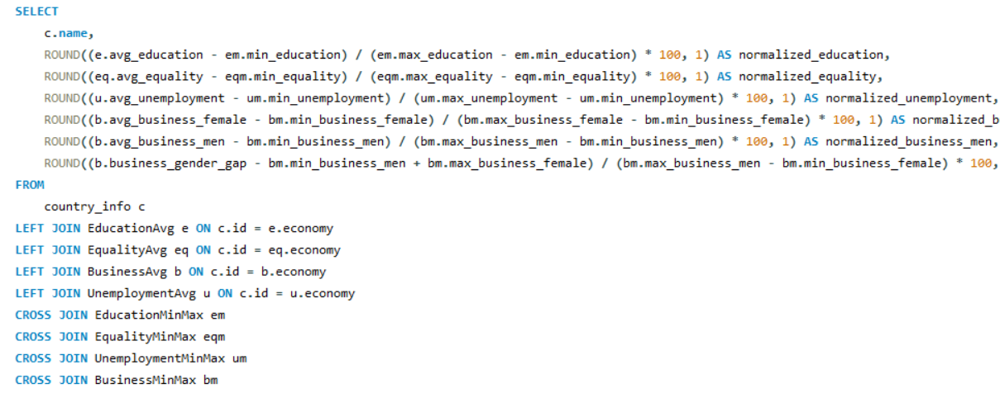 SELECT
c.name,
ROUND((e.avg_education - em.min_education) / (em.max_education - em.min_education) * 100, 1) AS normalized_education,
ROUND((eq.avg_equality - eqm.min_equality) / (eqm.max_equality - eqm.min_equality) * 100, 1) AS normalized_equality,
ROUND((u.avg_unemployment - um.min_unemployment) / (um.max_unemployment - um.min_unemployment) * 100, 1) AS normalized_unemployment,
ROUND((b.avg_business_female - bm.min_business_female) / (bm.max_business_female - bm.min_business_female) * 100, 1) AS normalized_b
ROUND((b.avg_business_men - bm.min_business_men) / (bm.max_business_men - bm.min_business_men) * 100, 1) AS normalized_business_men,
ROUND((b.business_gender_gap - bm.min_business_men + bm.max_business_female) / (bm.max_business_men - bm.min_business_female) * 100,
FROM
country_info c
LEFT JOIN EducationAvg e ON c.id = e.economy
LEFT JOIN EqualityAvg eq ON c.id = eq.economy
LEFT JOIN BusinessAvg b ON c.id = b.economy
LEFT JOIN UnemploymentAvg u ON c.id = u.economy
CROSS JOIN EducationMinMax em
CROSS JOIN EqualityMinMax eqm
CROSS JOIN UnemploymentMinMax um
CROSS JOIN BusinessMinMax bm